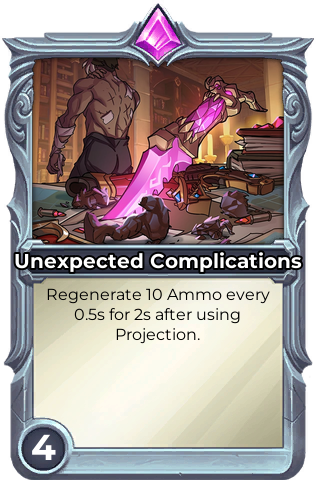 Unexpected Complications
Regenerate 10 Ammo every
0.5s for 2s after using
Projection.
4